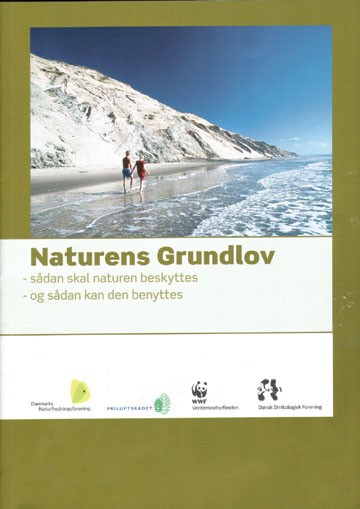 Naturens Grundlov
- sådan skal naturen beskyttes
- og sådan kan den benyttes
Danmarks
Naturfredningsforening
FRILUFTSRÅDET
WWF
Verdensnaturfonden
Dansk Ornitologisk Forening